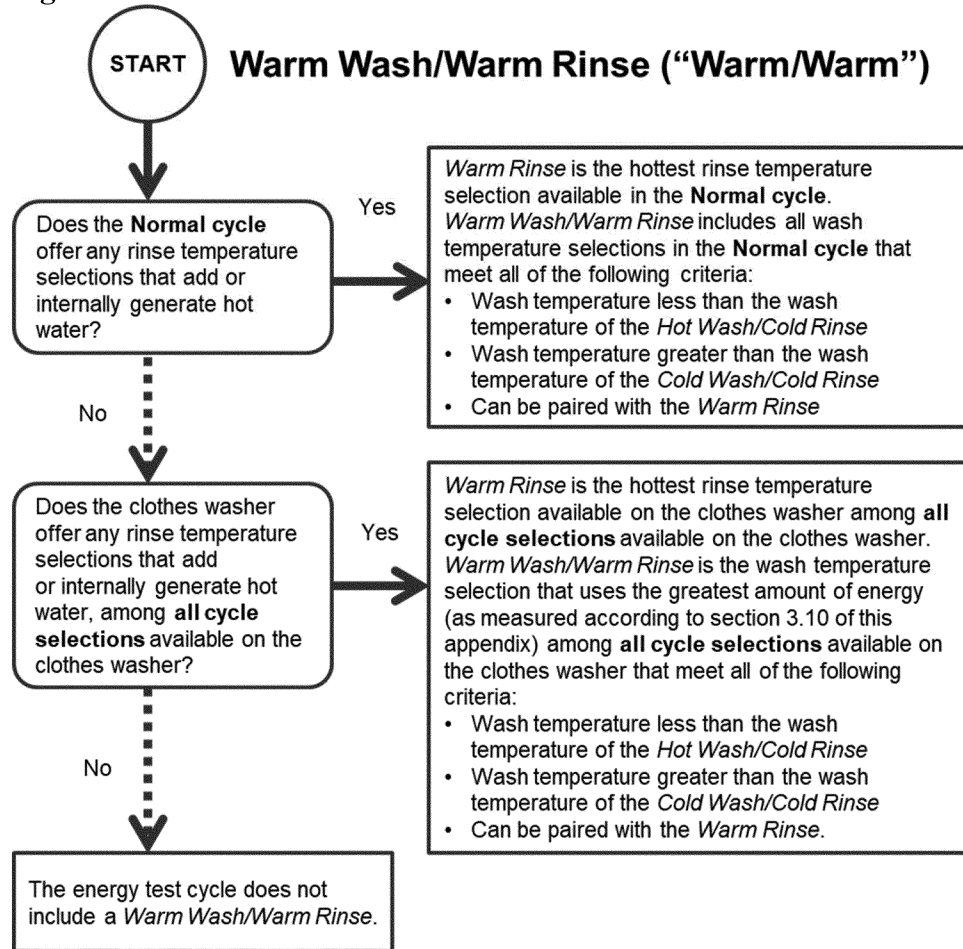 START
Warm Wash/Warm Rinse (“Warm/Warm”)
Does the Normal cycle
offer any rinse temperature
selections that add or
internally generate hot
water?
Yes
Warm Rinse is the hottest rinse temperature
selection available in the Normal cycle.
Warm Wash/Warm Rinse includes all wash
temperature selections in the Normal cycle that
meet all of the following criteria:
• Wash temperature less than the wash
temperature of the Hot Wash/Cold Rinse
• Wash temperature greater than the wash
temperature of the Cold Wash/Cold Rinse
• Can be paired with the Warm Rinse
No
Does the clothes washer
offer any rinse temperature
selections that add
or internally generate hot
water, among all cycle
selections available on the
clothes washer?
Yes
Warm Rinse is the hottest rinse temperature
selection available on the clothes washer among all
cycle selections available on the clothes washer.
Warm Wash/Warm Rinse is the wash temperature
selection that uses the greatest amount of energy
(as measured according to section 3.10 of this
appendix) among all cycle selections available on
the clothes washer that meet all of the following
criteria:
• Wash temperature less than the wash
temperature of the Hot Wash/Cold Rinse
• Wash temperature greater than the wash
temperature of the Cold Wash/Cold Rinse
• Can be paired with the Warm Rinse.
No
The energy test cycle does not
include a Warm Wash/Warm Rinse.